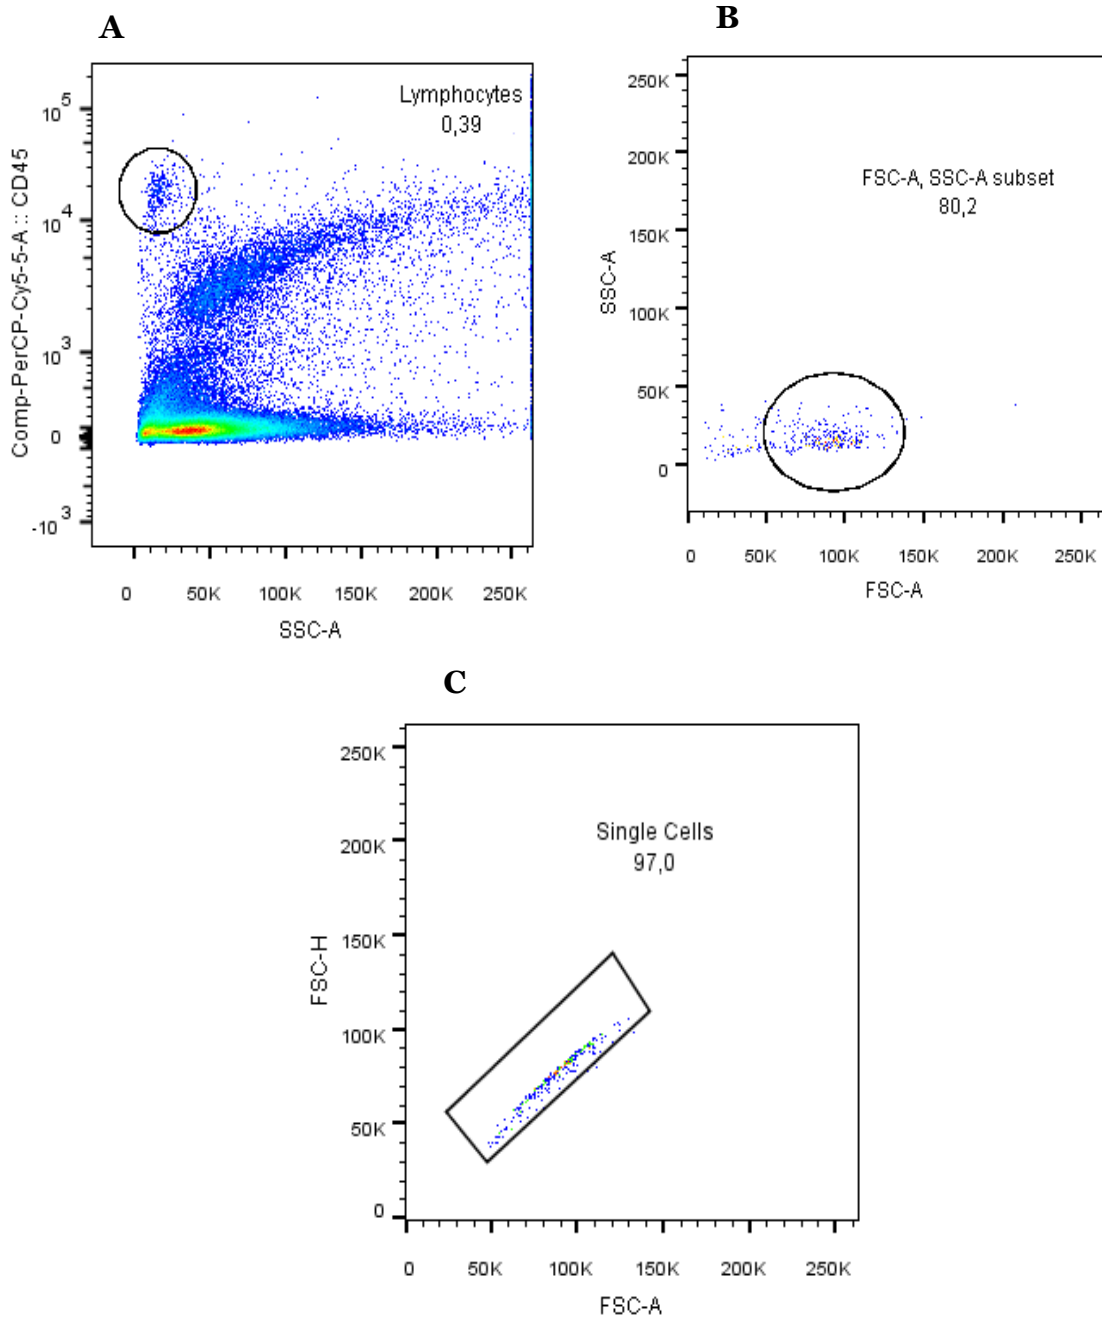 A
Lymphocytes
0,39
Comp-PerCP-Cy5-5-A :: CD45
10^5
10^4
10^3
0
-10^3
0 50K 100K 150K 200K 250K
SSC-A
B
FSC-A, SSC-A subset
80,2
SSC-A
250K
200K
150K
100K
50K
0
0 50K 100K 150K 200K 250K
FSC-A
C
Single Cells
97,0
FSC-H
250K
200K
150K
100K
50K
0
0 50K 100K 150K 200K 250K
FSC-A